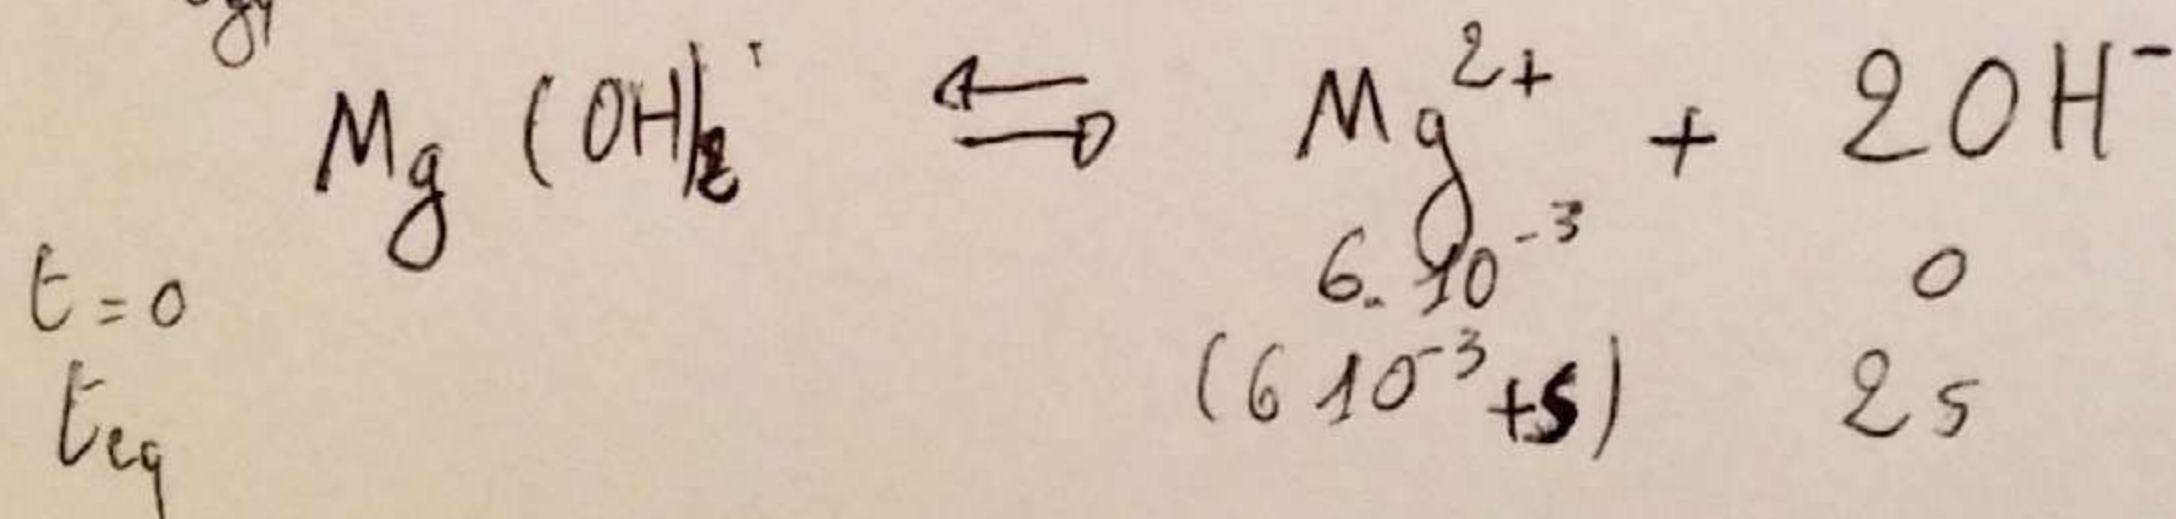 Mg (OH)₂ ⇌ Mg²⁺ + 2OH⁻
t=0 6.10⁻³ 0
teq (6 10⁻³+s) 2s